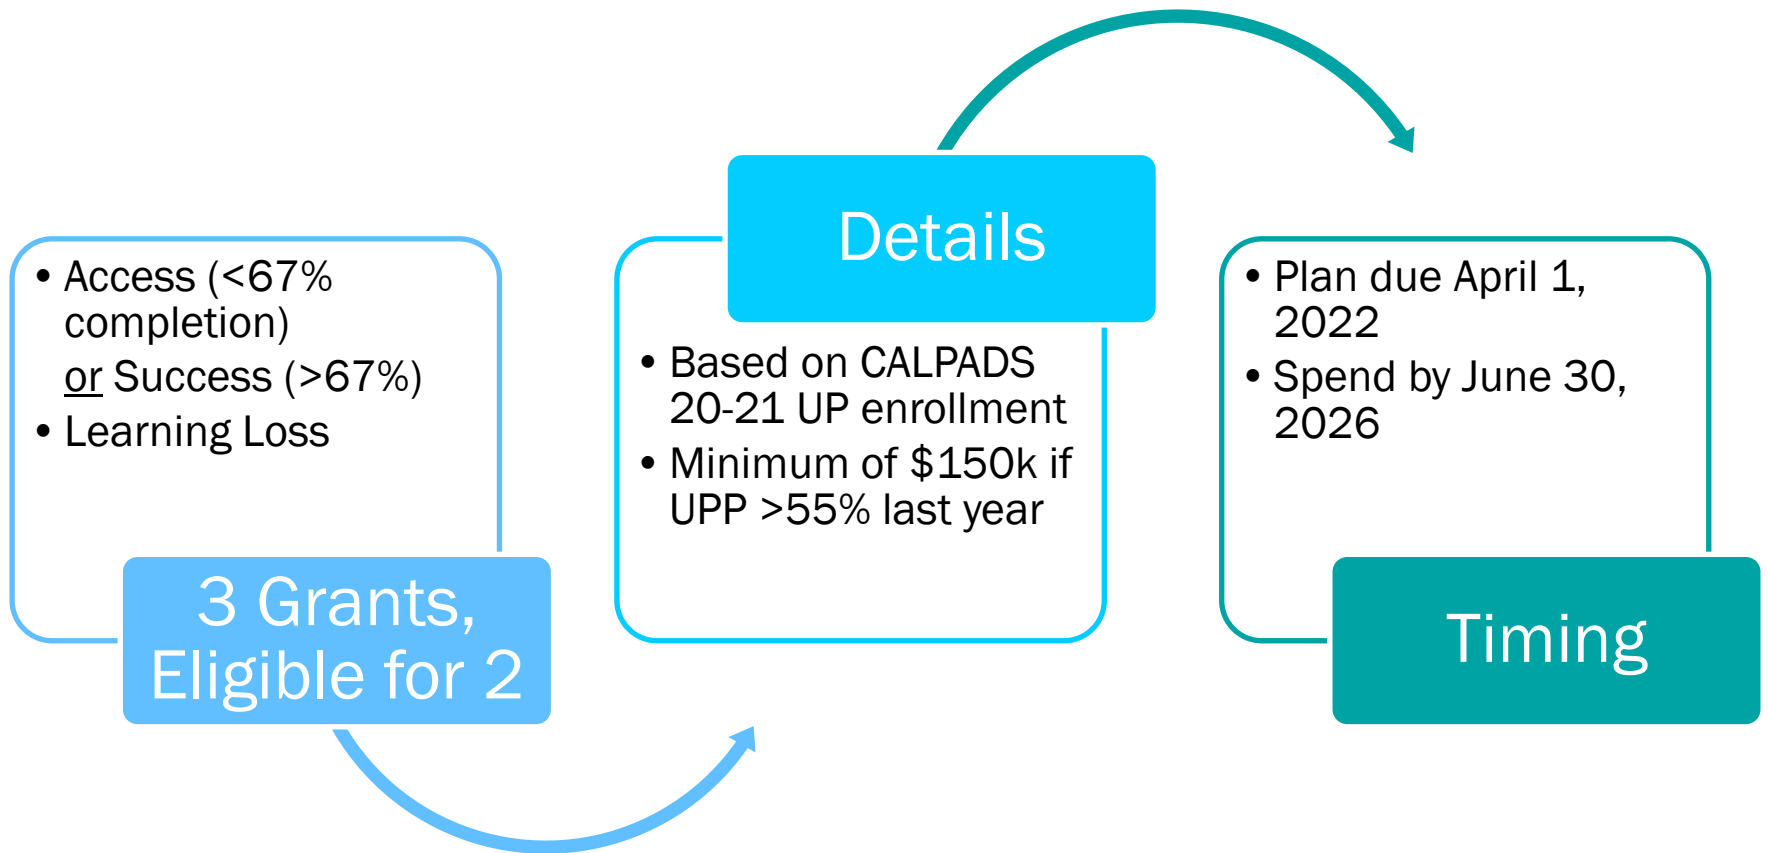 • Access (<67%
completion)
or Success (>67%)
• Learning Loss
3 Grants,
Eligible for 2
Details
• Based on CALPADS
20-21 UP enrollment
• Minimum of $150k if
UPP >55% last year
• Plan due April 1,
2022
• Spend by June 30,
2026
Timing